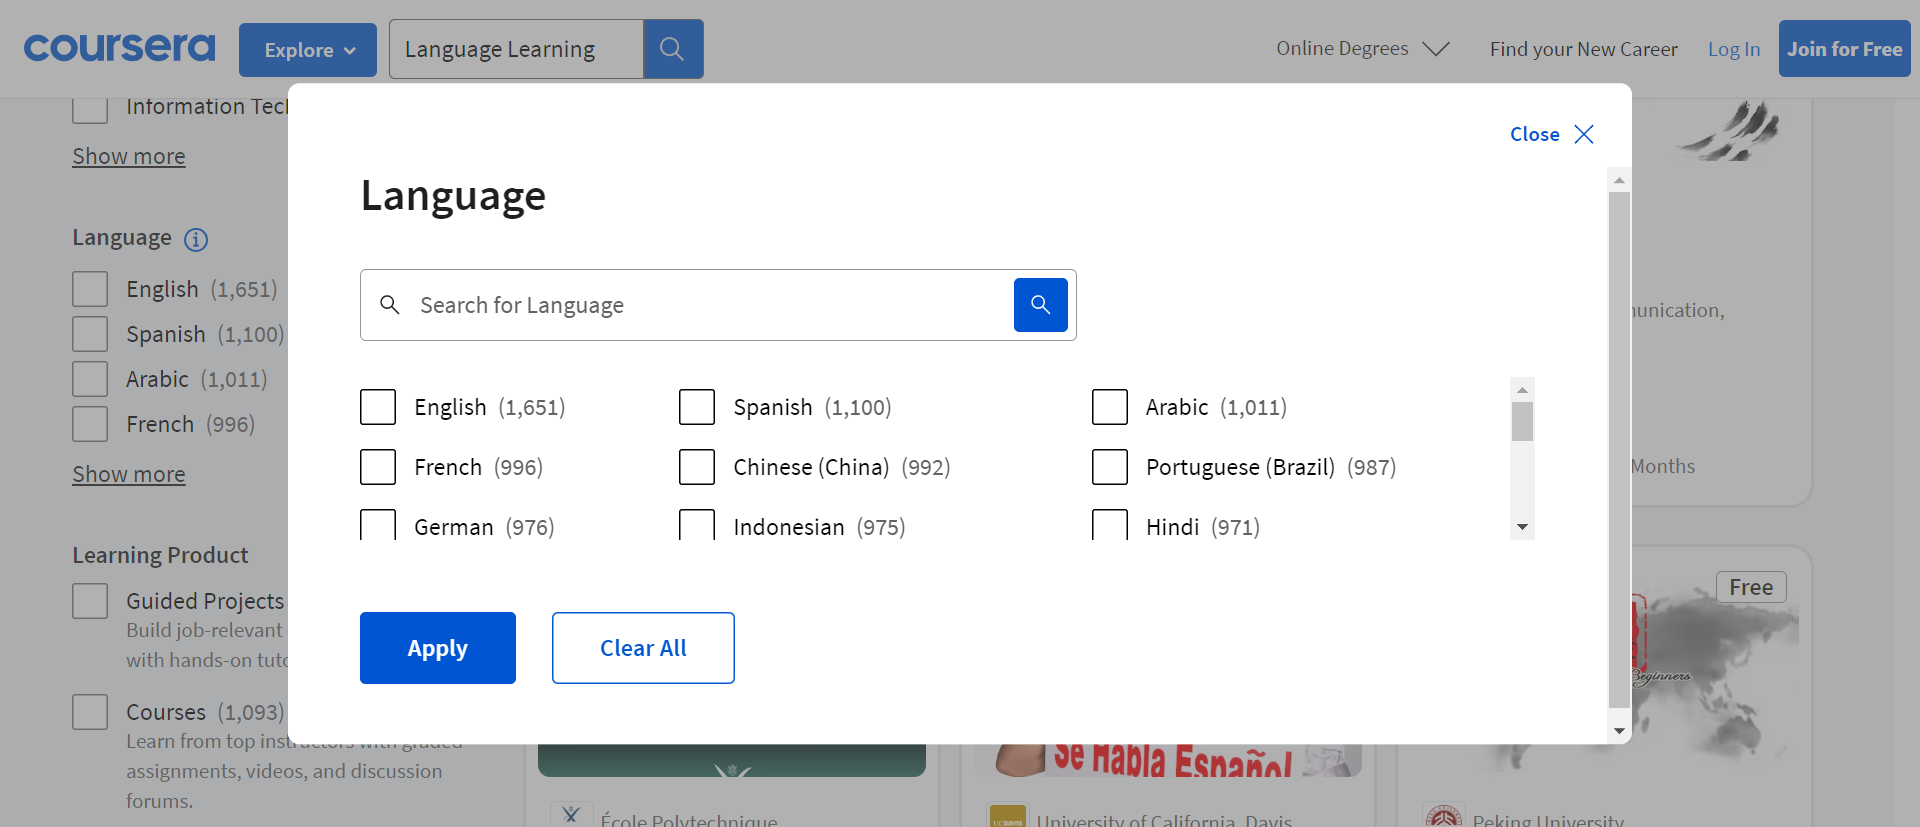 coursera
Explore
Language Learning
Online Degrees
Find your New Career
Log In
Join for Free
Information
Show more
Language
English (1,651)
Spanish (1,100)
Arabic (1,011)
French (996)
Show more
Learning Product
Guided Projects
Build job-relevant
with hands-on
Courses (1,093)
Learn from top instructors with graded
assignments, videos, and discussion
forums.
Close
Language
Search for Language
English (1,651)
Spanish (1,100)
Arabic (1,011)
French (996)
Chinese (China) (992)
Portuguese (Brazil) (987)
German (976)
Indonesian (975)
Hindi (971)
Apply
Clear All
Months
Free
Beginners
Se Habla Español
École Polytechnique
UC DAVIS
University of California, Davis
Peking University